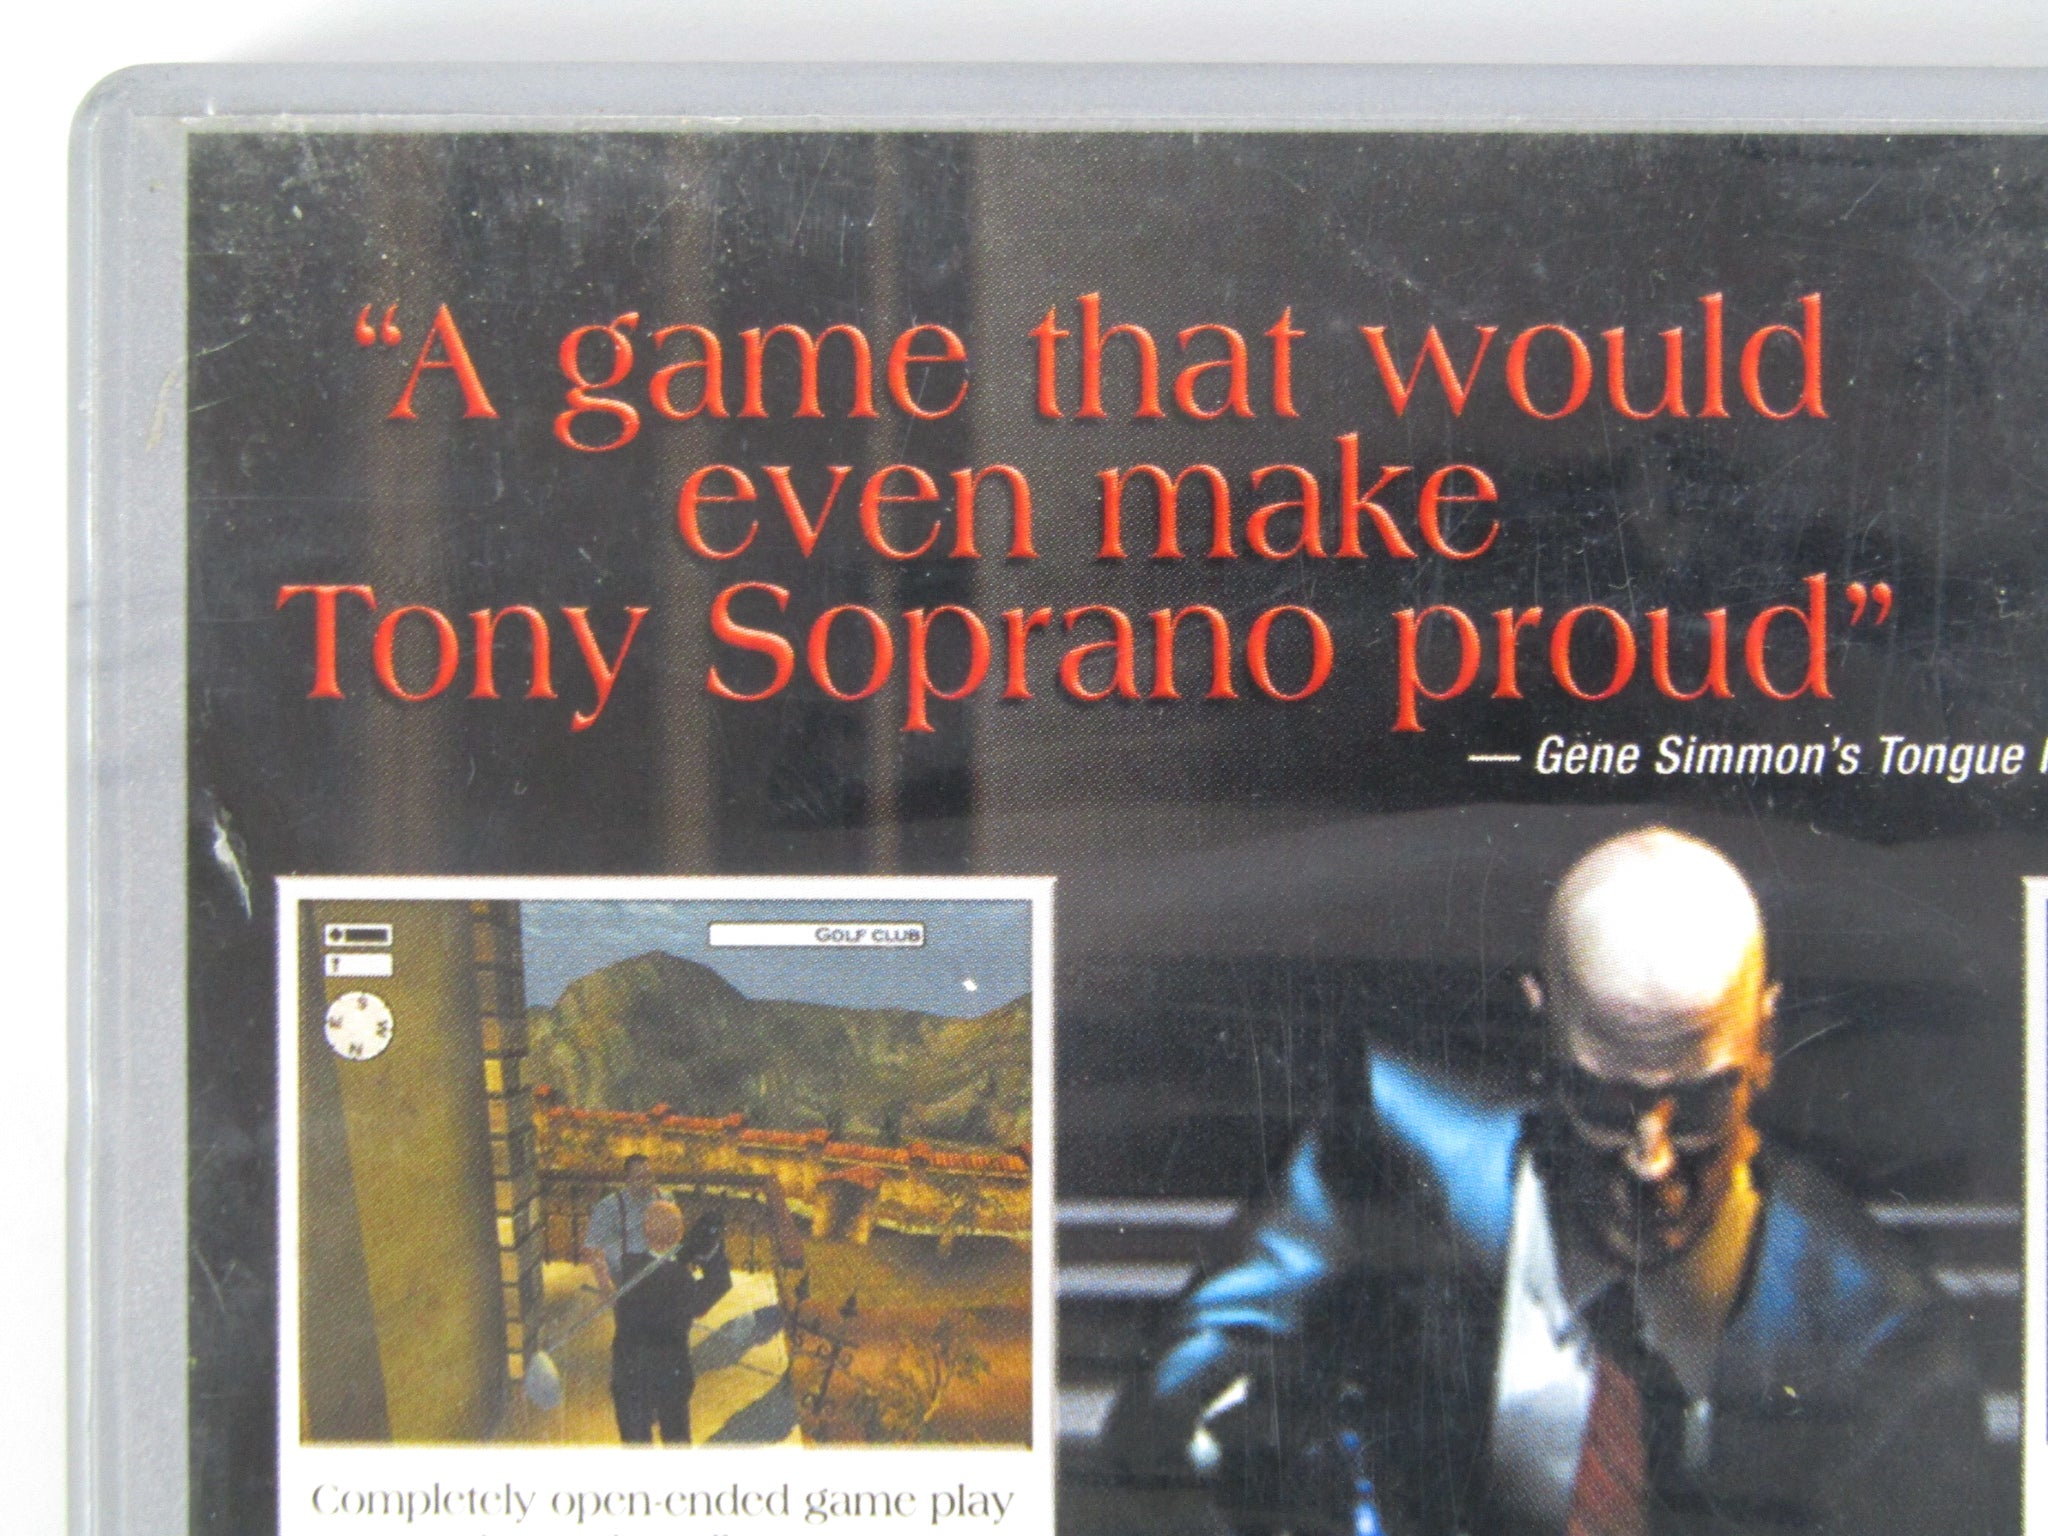 “A game that would
even make
Tony Soprano proud”
— Gene Simmon's Tongue
GOLF CLUB
S
E W
N
Completely open-ended game play